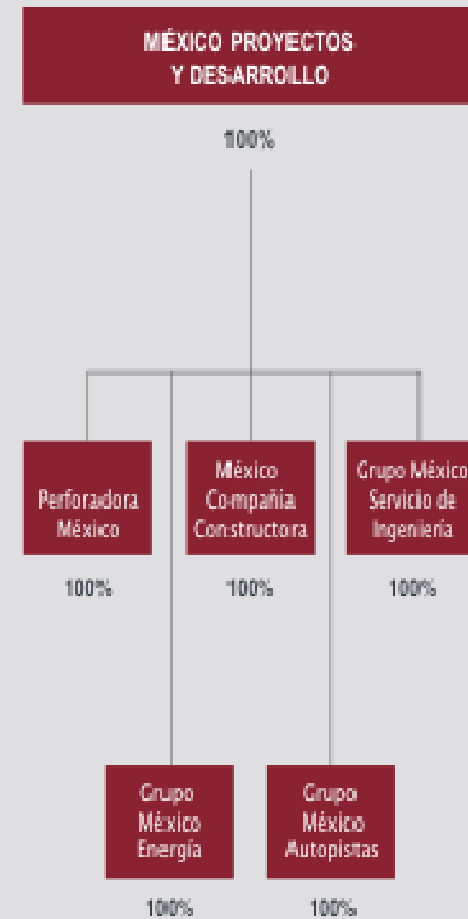 MÉXICO PROYECTOS
Y DESARROLLO
100%
Perforadora
México
100%
México
Compañia
Constructora
100%
Grupo México
Servicio de
Ingeniería
100%
Grupo
México
Energía
100%
Grupo
México
Autopistas
100%